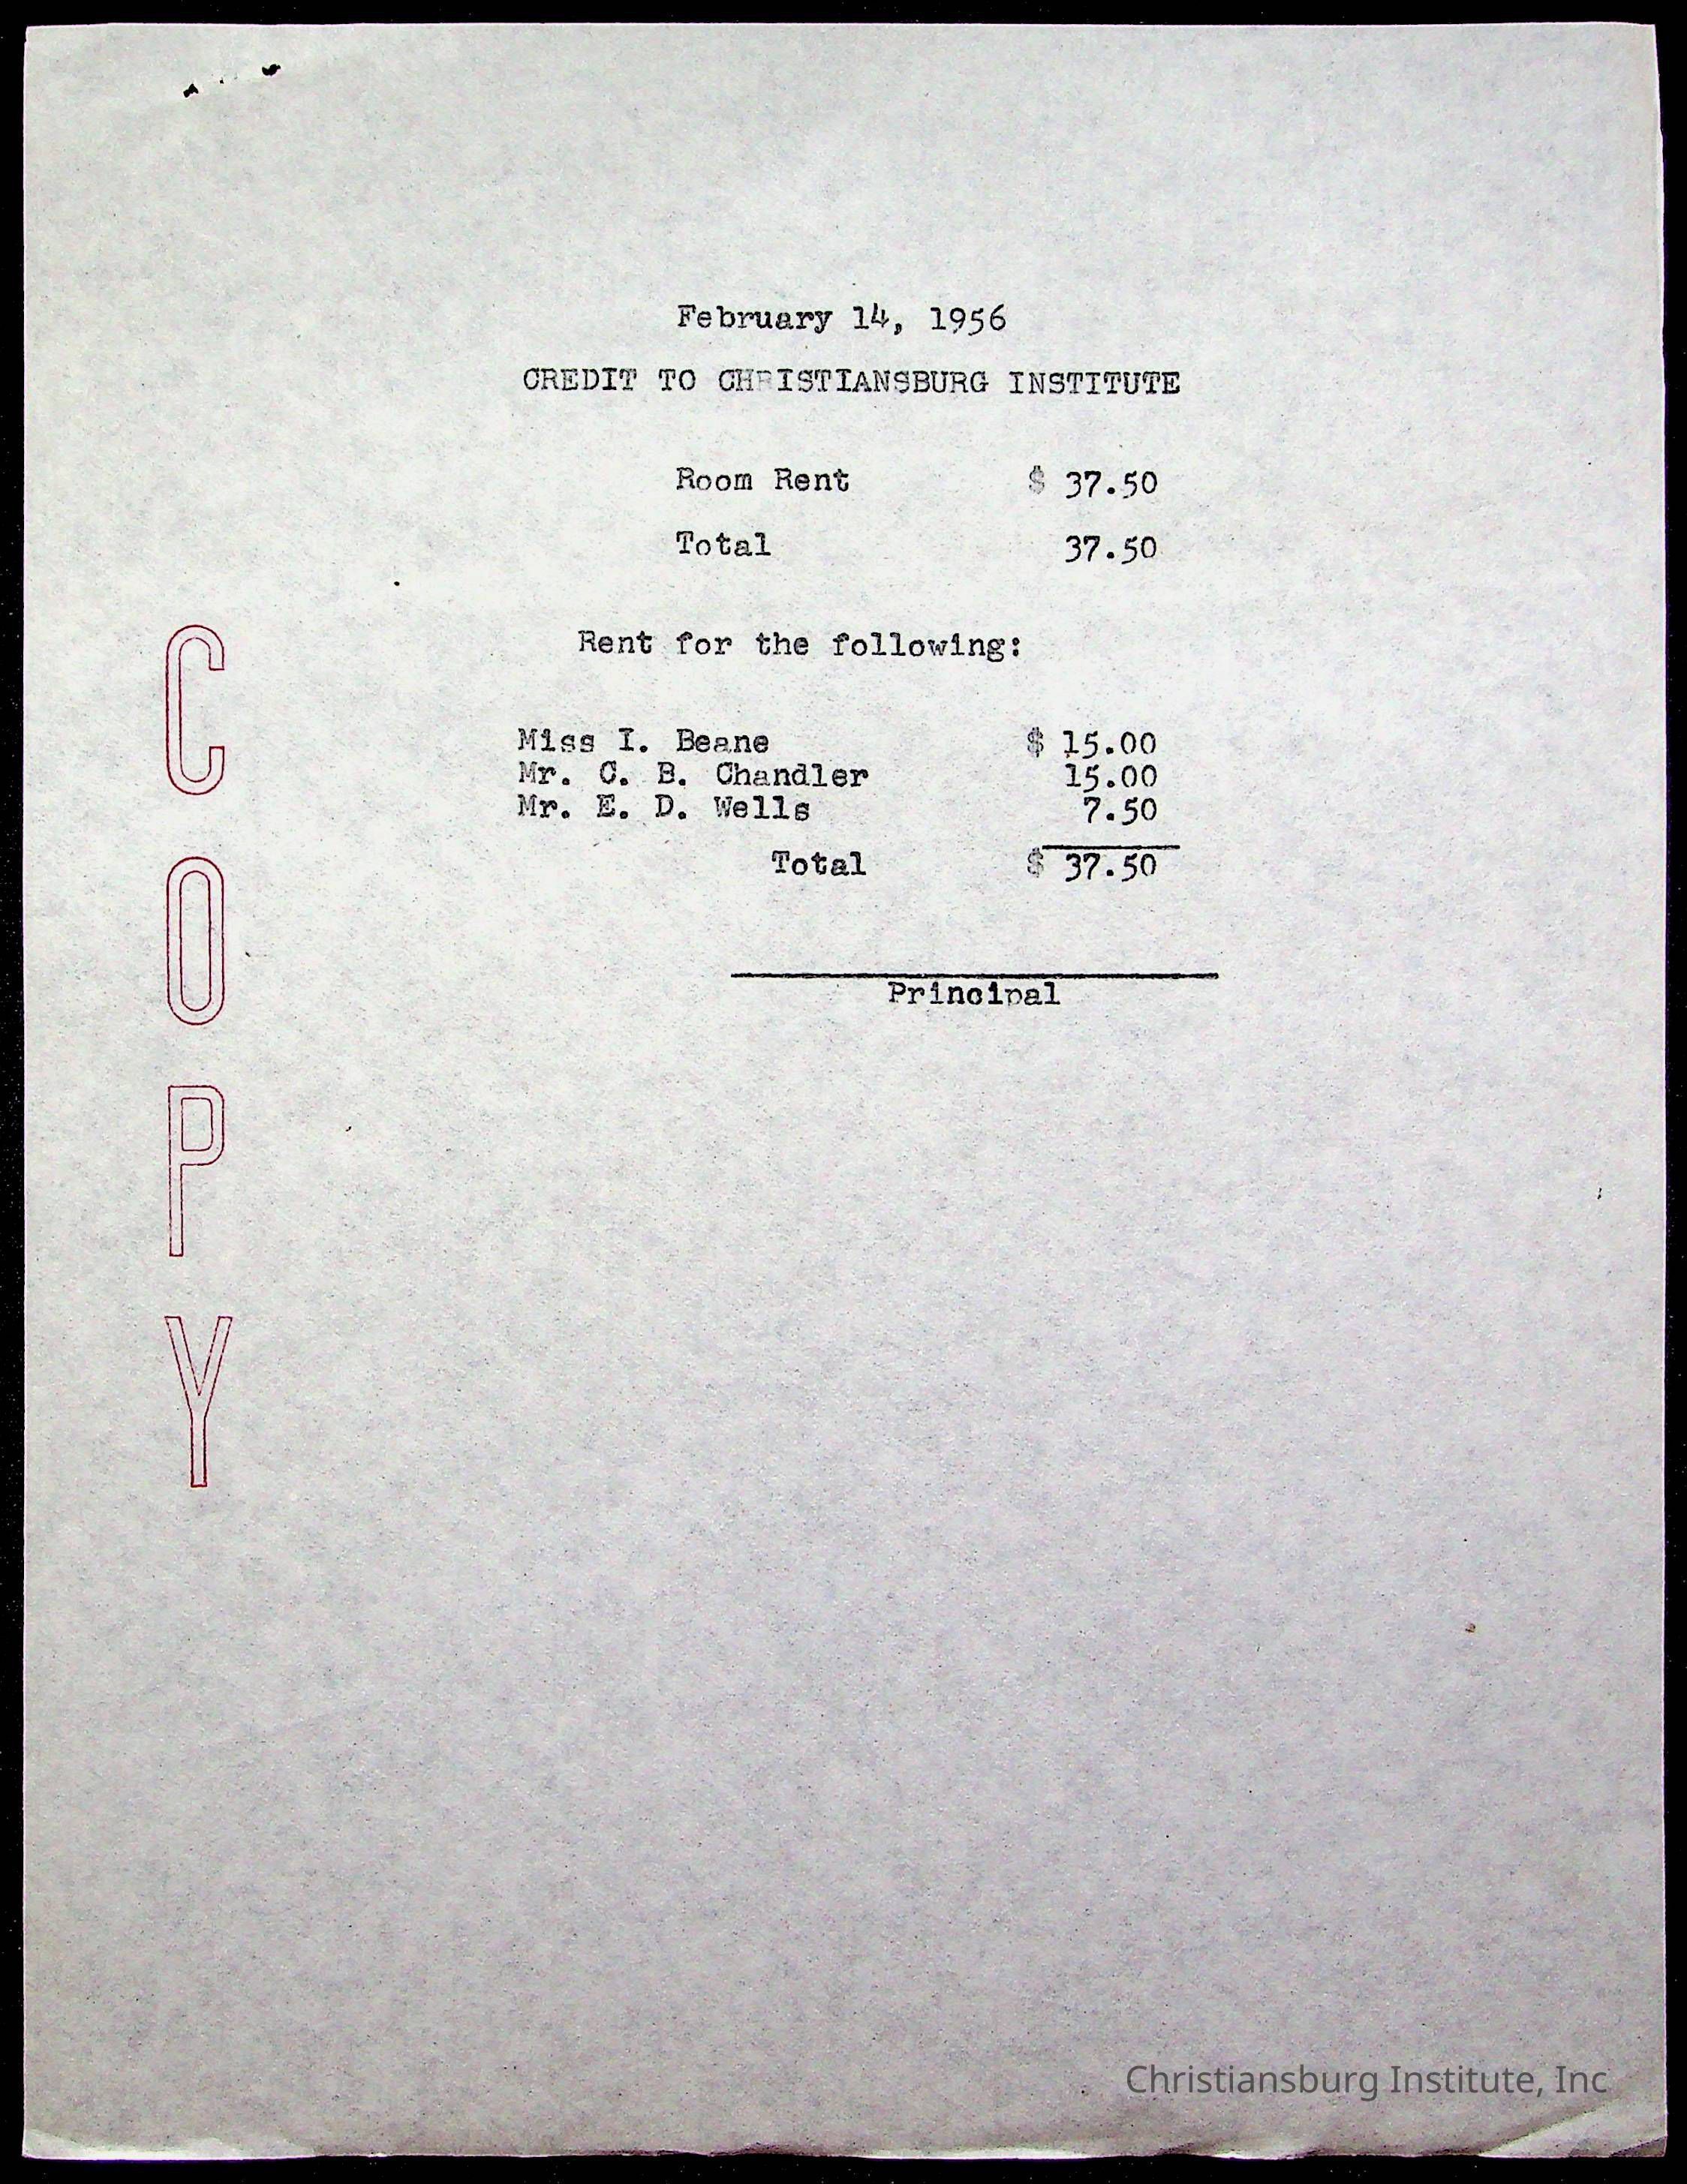 February 14, 1956
CREDIT TO CHRISTIANSBURG INSTITUTE
Room Rent $ 37.50
Total 37.50
Rent for the following:
Miss I. Beane $ 15.00
Mr. C. B. Chandler 15.00
Mr. E. D. Wells 7.50
Total $ 37.50
Principal
COPY
Christiansburg Institute, Inc